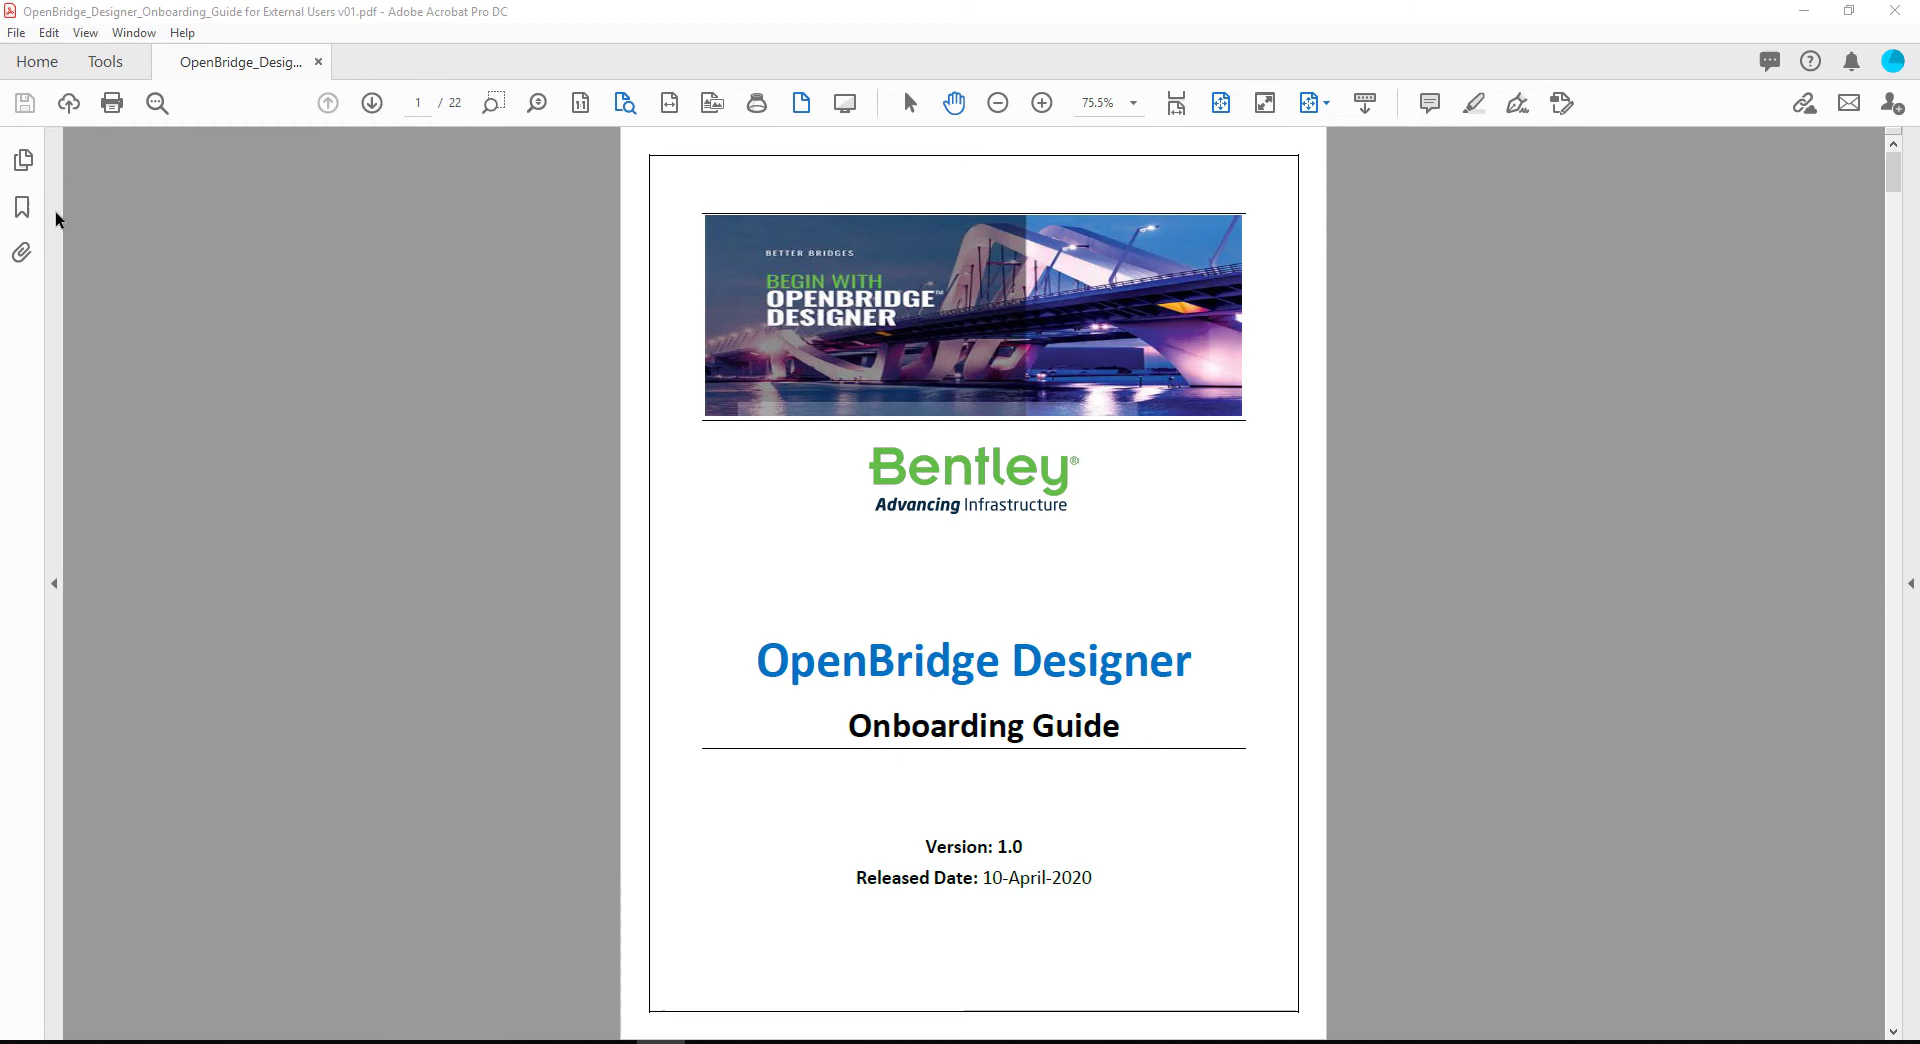 OpenBridge_Designer_Onboarding_Guide for External Users v01.pdf - Adobe Acrobat Pro DC
File Edit View Window Help
Home Tools OpenBridge_Desig... ×
1 / 22 75.5%
BETTER BRIDGES
BEGIN WITH
OPENBRIDGE™
DESIGNER
Bentley®
Advancing Infrastructure
OpenBridge Designer
Onboarding Guide
Version: 1.0
Released Date: 10-April-2020